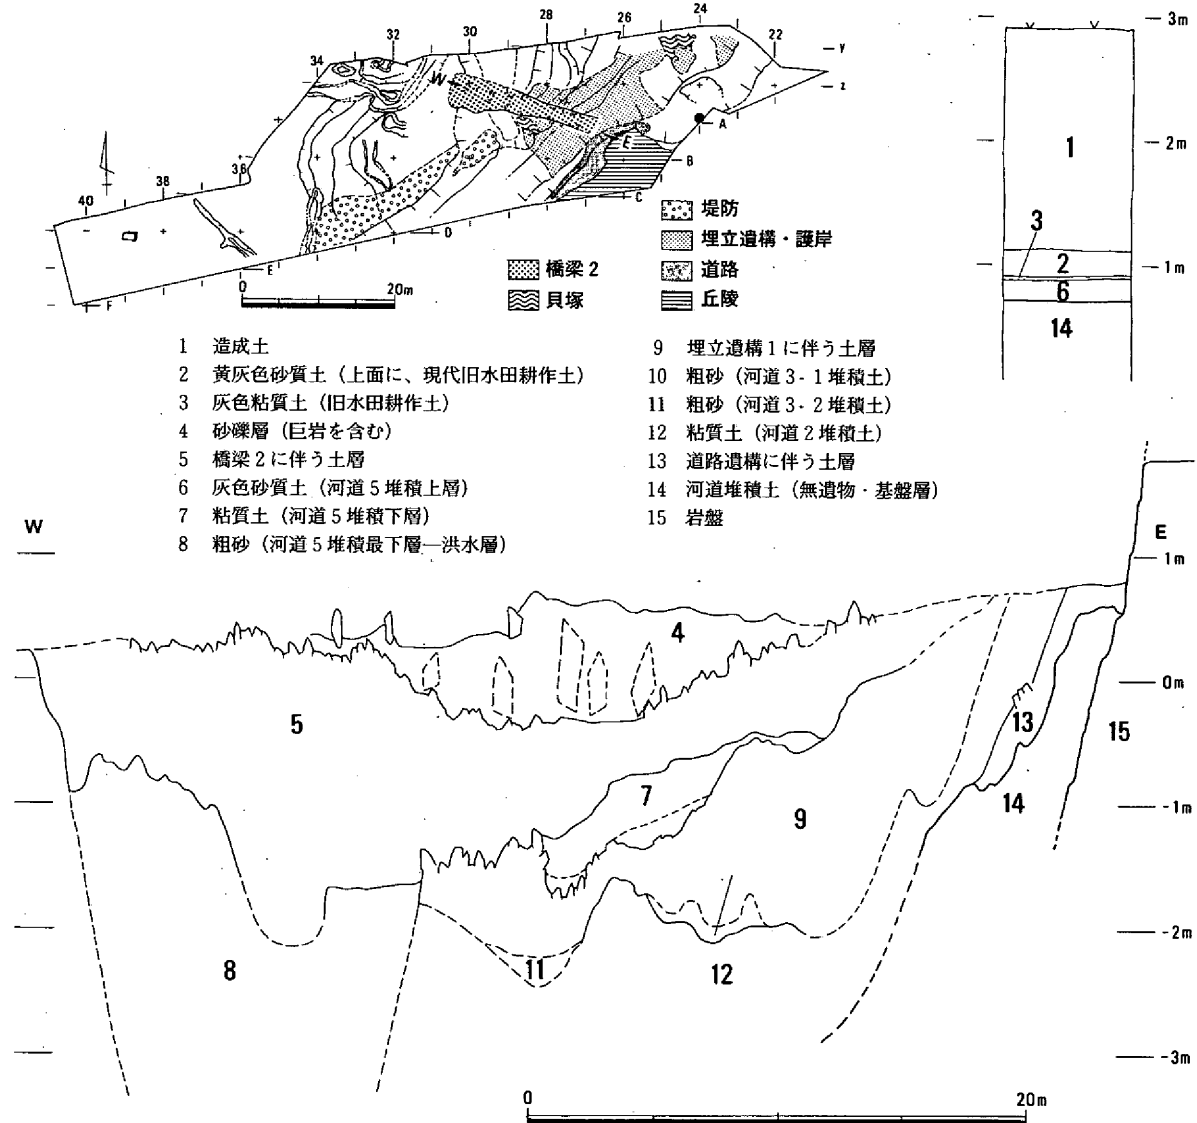 34
32
30
28
26
24
22
y
z
W
E
A
B
C
D
E
F
36
38
40
0
20m
堤防
埋立遺構・護岸
橋梁2
道路
貝塚
丘陵
3m
2m
1m
1
3
2
6
14
1 造成土
2 黄灰色砂質土(上面に、現代旧水田耕作土)
3 灰色粘質土(旧水田耕作土)
4 砂礫層(巨岩を含む)
5 橋梁2に伴う土層
6 灰色砂質土(河道5堆積上層)
7 粘質土(河道5堆積下層)
8 粗砂(河道5堆積最下層―洪水層)
9 埋立遺構1に伴う土層
10 粗砂(河道3-1堆積土)
11 粗砂(河道3-2堆積土)
12 粘質土(河道2堆積土)
13 道路遺構に伴う土層
14 河道堆積土(無遺物・基盤層)
15 岩盤
W
E
1m
0m
-1m
-2m
-3m
4
5
7
9
13
15
14
8
11
12
0
20m